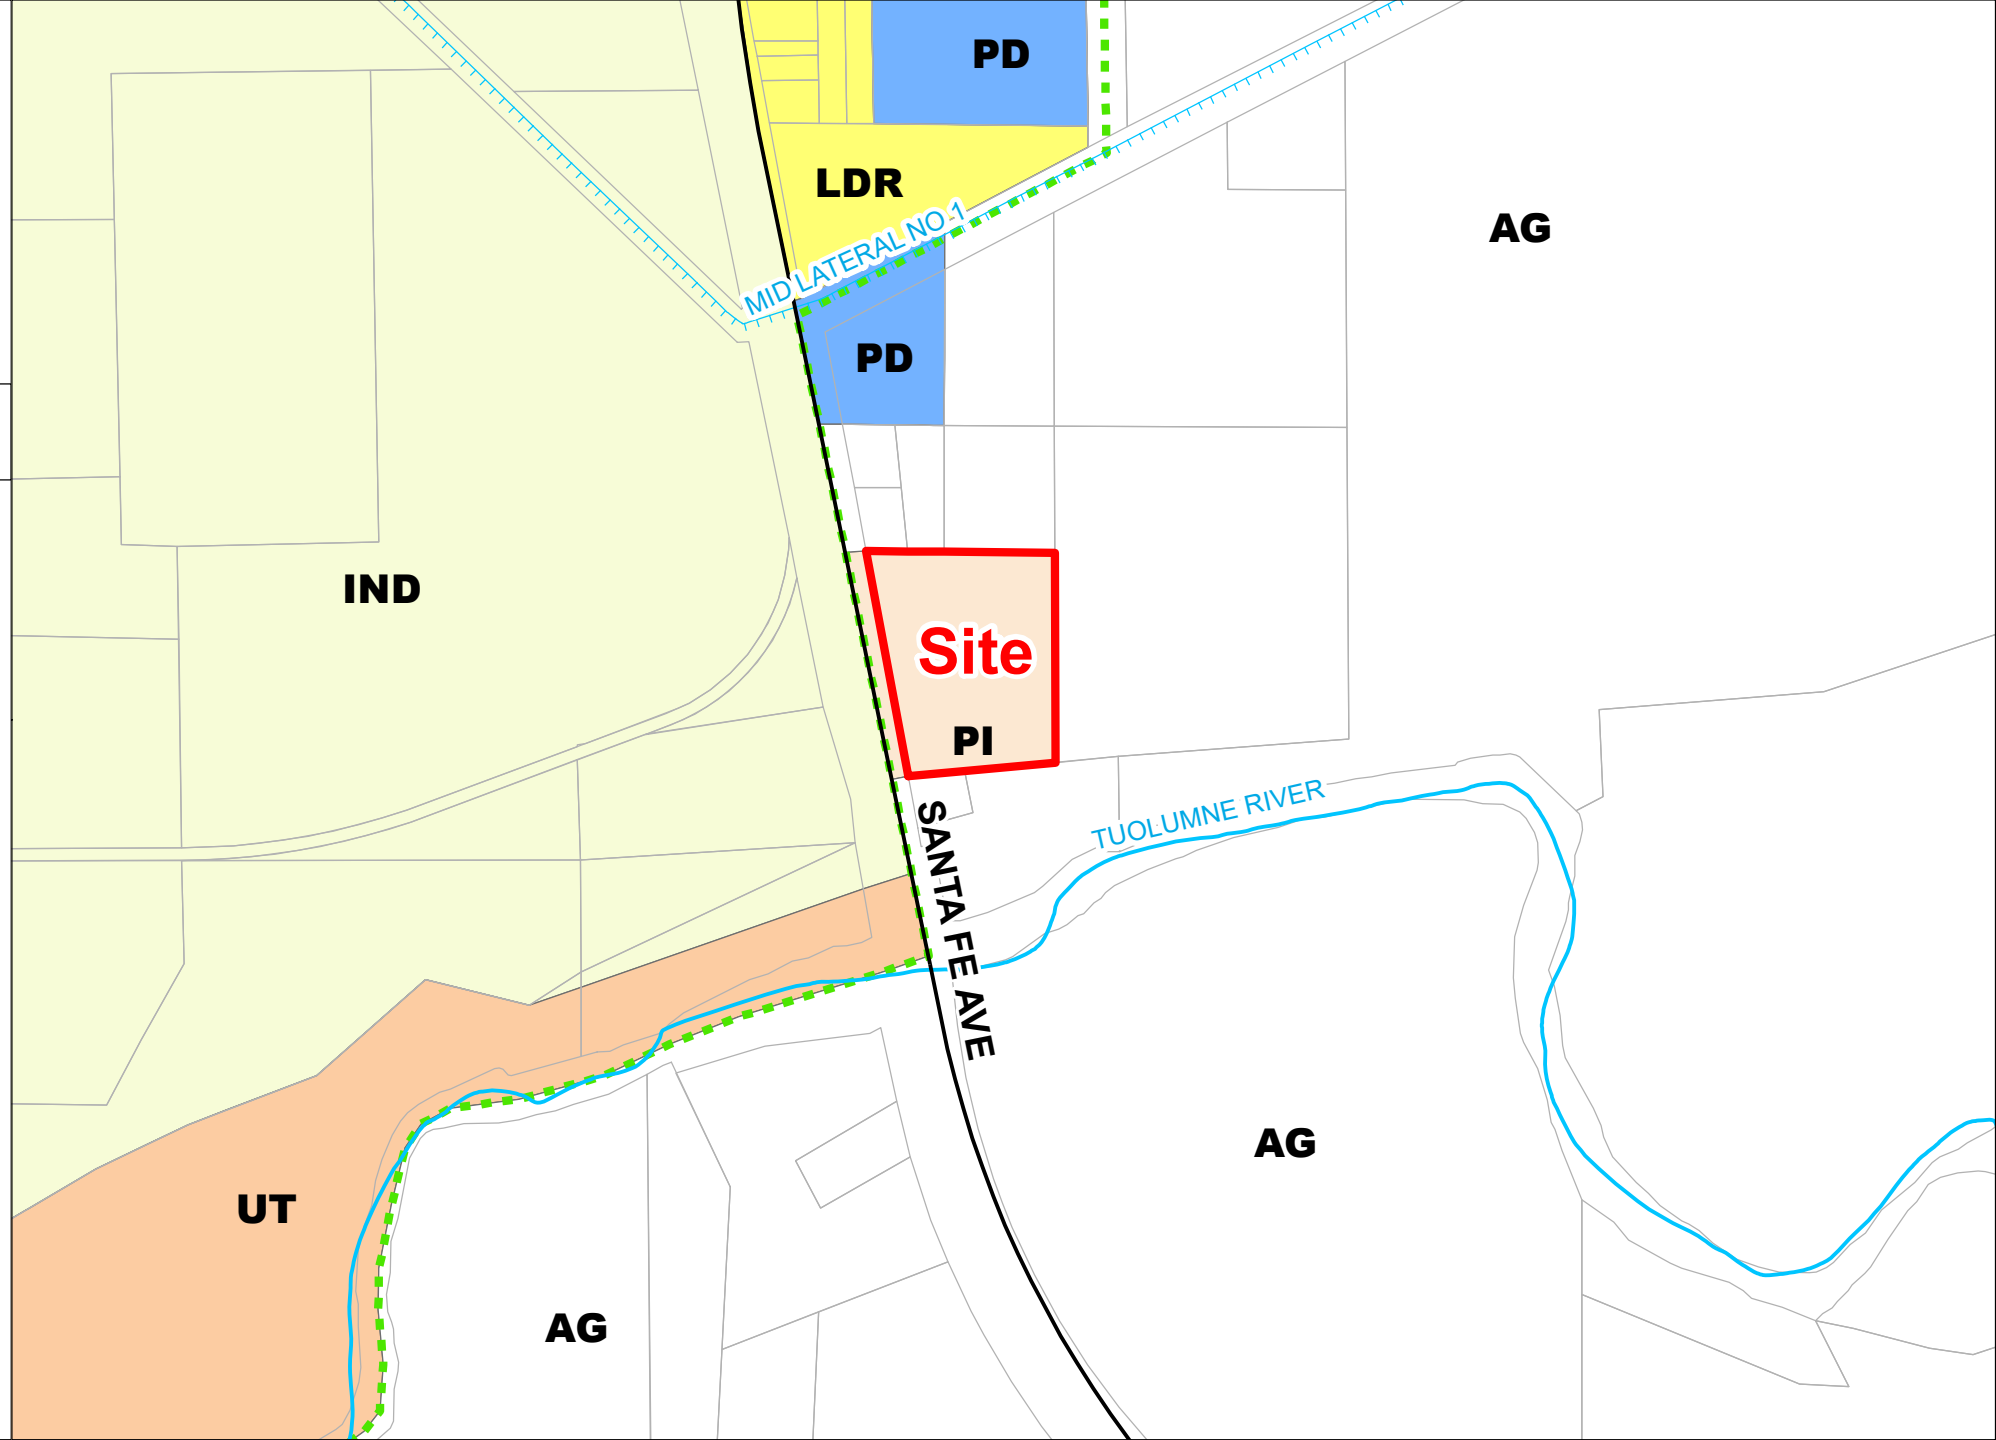 PD
LDR
AG
MID LATERAL NO 1
PD
IND
Site
PI
TUOLUMNE RIVER
SANTA FE AVE
AG
UT
AG